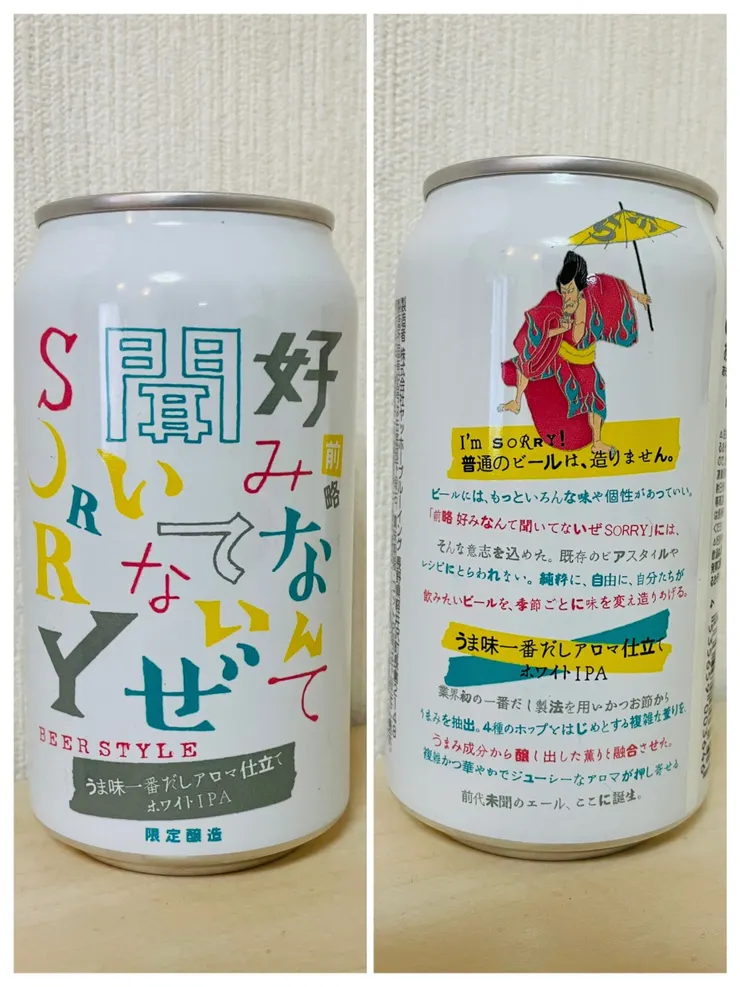 前略
好みなんて
聞いてないぜ
SORRY
BEER STYLE
うま味一番だしアロマ仕立て
ホワイトIPA
限定醸造
I'm SORRY!
普通のビールは、造りません。
ビールには、もっといろんな味や個性があっていい。
「前略 好みなんて聞いてないぜSORRY」には、
そんな意志を込めた。既存のビアスタイルや
レシピにとらわれない。純粋に、自由に、自分たちが
飲みたいビールを、季節ごとに味を変え造りあげる。
うま味一番だしアロマ仕立て
ホワイトIPA
業界初の一番だし製法を用いかつお節から
うまみを抽出。4種のホップをはじめとする複雑な薫りを、
うまみ成分から醸し出した薫りと融合させた。
複雑かつ華やかでジューシーなアロマが押し寄せる
前代未聞のエール、ここに誕生。